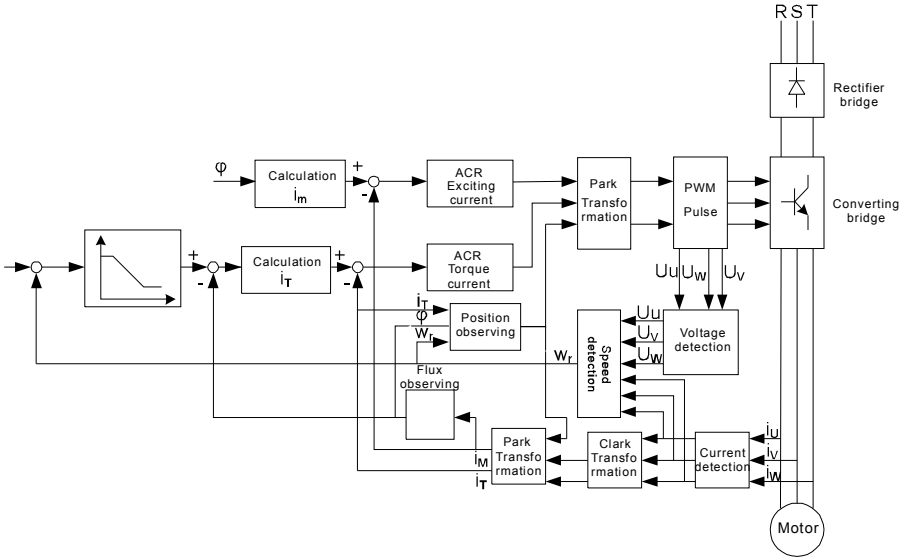 R S T
Rectifier
bridge
φ
Calculation
im
+
-
ACR
Exciting
current
Park
Transfo
rmation
PWM
Pulse
Converting
bridge
+
-
Calculation
iT
+
-
ACR
Torque
current
Uu
Uw
Uv
iT
φ
wr
Position
observing
Uu
Uv
Uw
Voltage
detection
Speed
detection
wr
Flux
observing
iM
iT
Park
Transfo
rmation
Clark
Transfo
rmation
Current
detection
iU
iV
iW
Motor